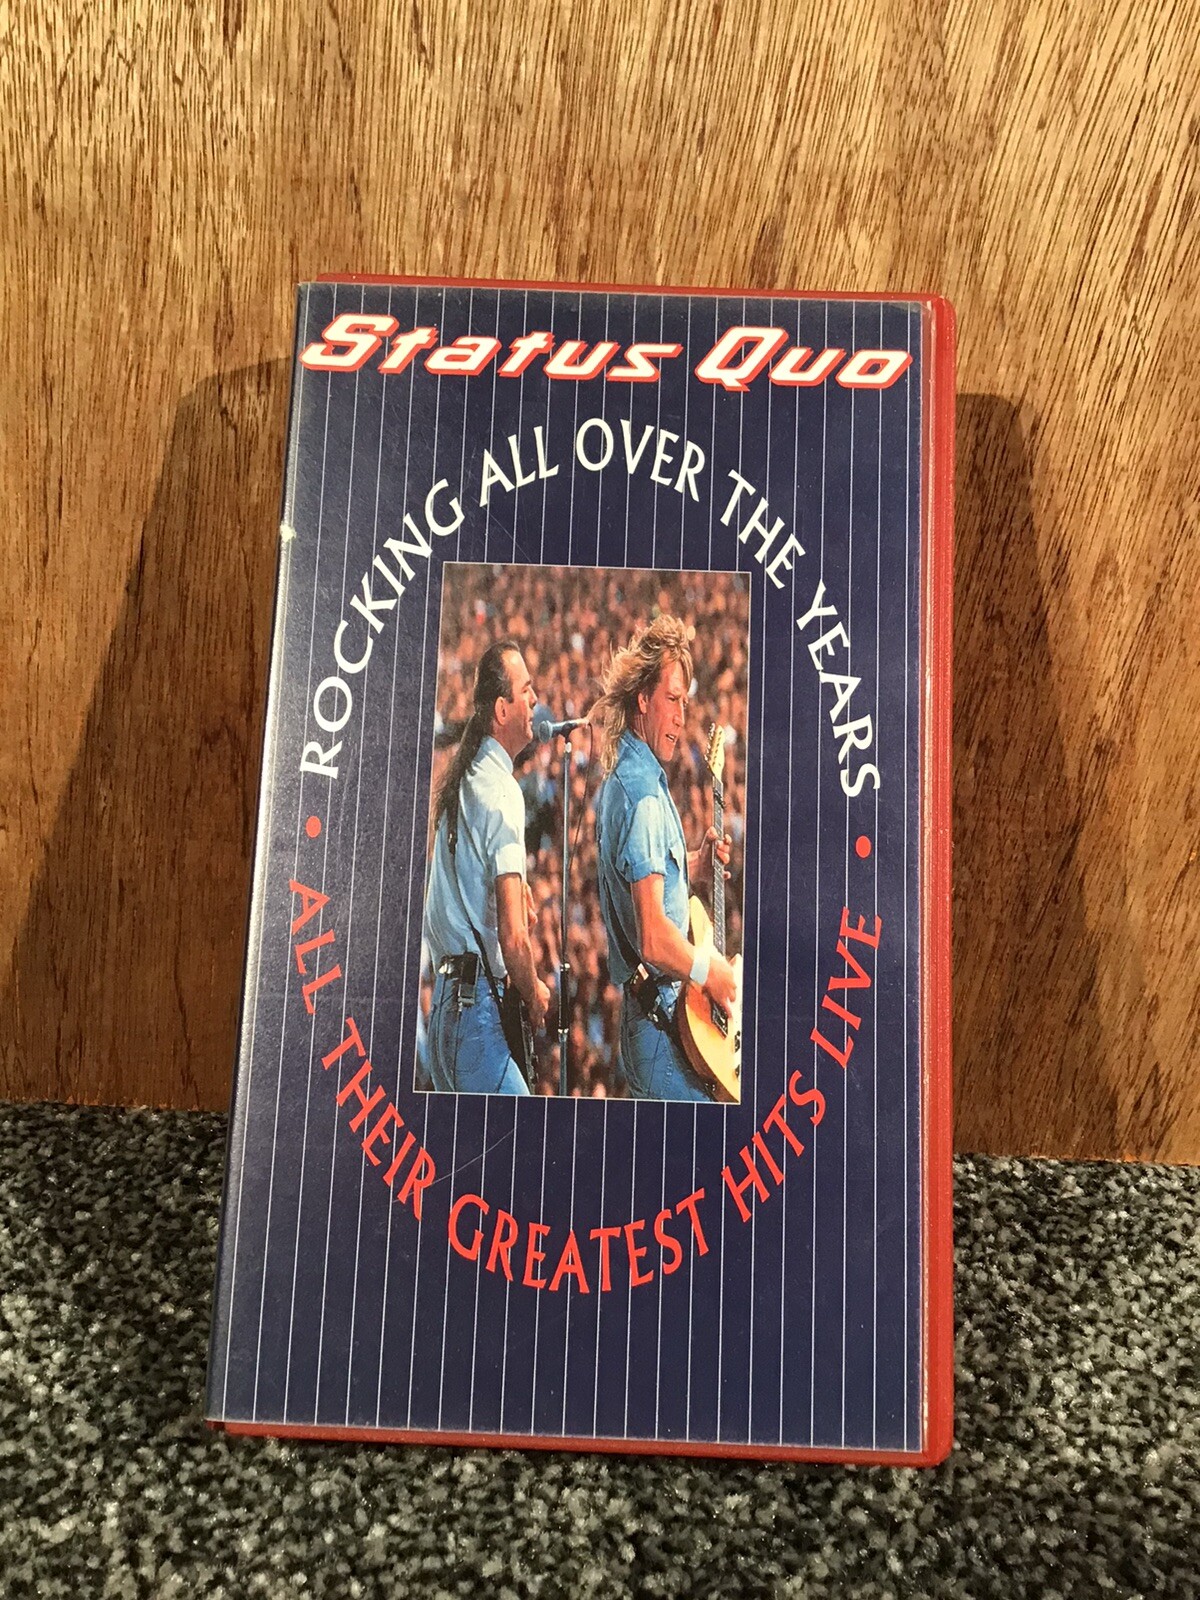 Status Quo
ROCKING ALL OVER THE YEARS
• ALL THEIR GREATEST HITS LIVE •